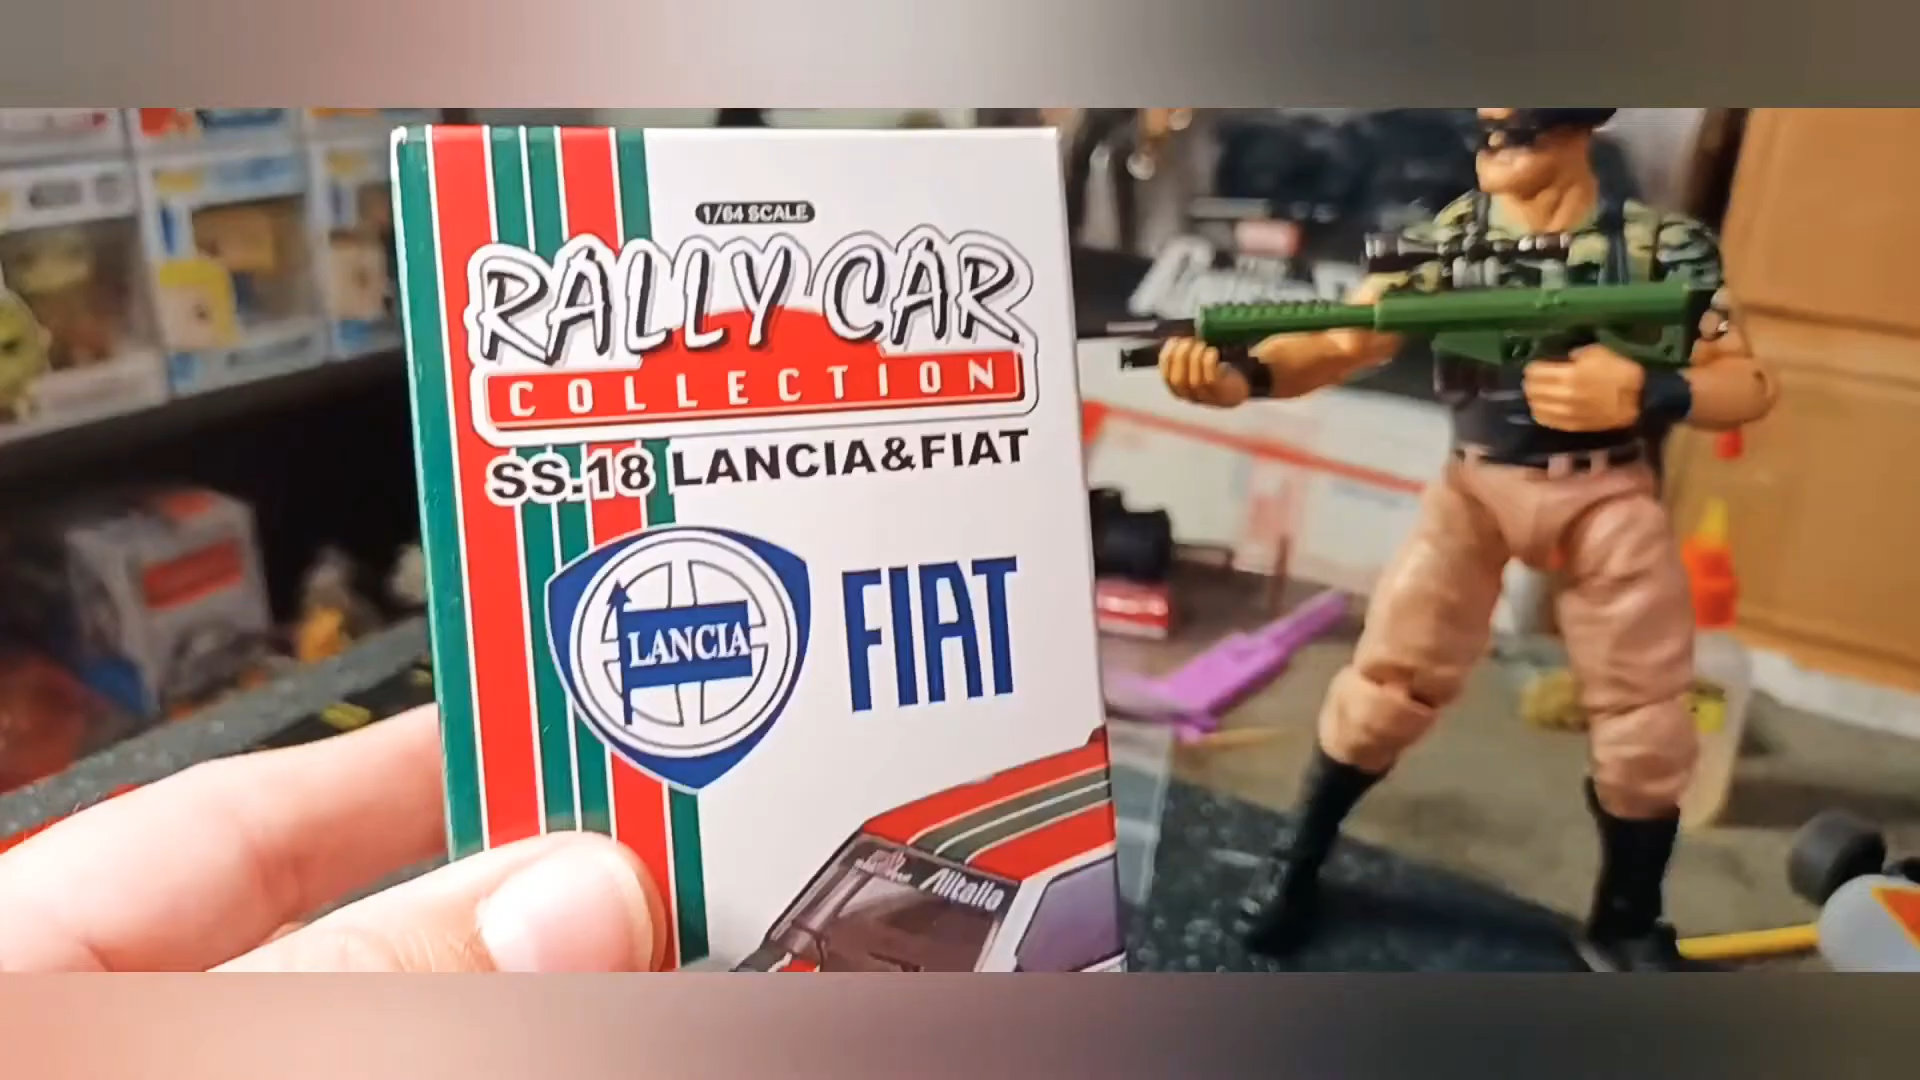 1/64 SCALE
RALLY CAR
COLLECTION
SS.18 LANCIA&FIAT
LANCIA
FIAT
Alitalia